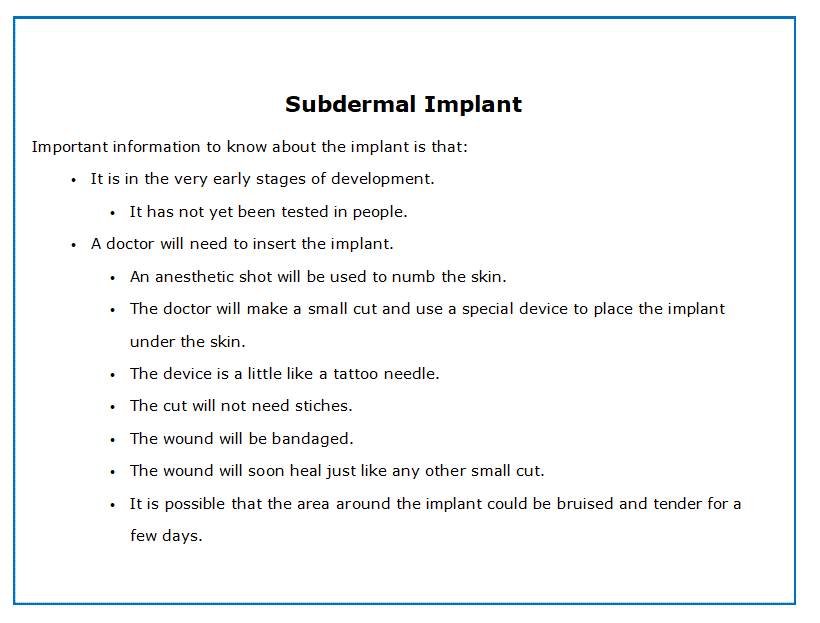 Subdermal Implant
Important information to know about the implant is that:
• It is in the very early stages of development.
• It has not yet been tested in people.
• A doctor will need to insert the implant.
• An anesthetic shot will be used to numb the skin.
• The doctor will make a small cut and use a special device to place the implant
under the skin.
• The device is a little like a tattoo needle.
• The cut will not need stiches.
• The wound will be bandaged.
• The wound will soon heal just like any other small cut.
• It is possible that the area around the implant could be bruised and tender for a
few days.